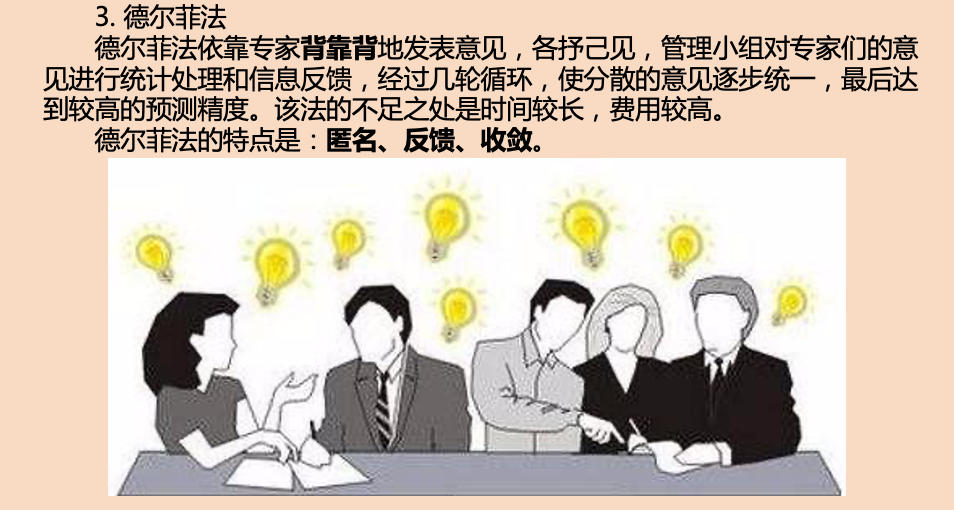 3. 德尔菲法
德尔菲法依靠专家背靠背地发表意见，各抒己见，管理小组对专家们的意
见进行统计处理和信息反馈，经过几轮循环，使分散的意见逐步统一，最后达
到较高的预测精度。该法的不足之处是时间较长，费用较高。
德尔菲法的特点是：匿名、反馈、收敛。